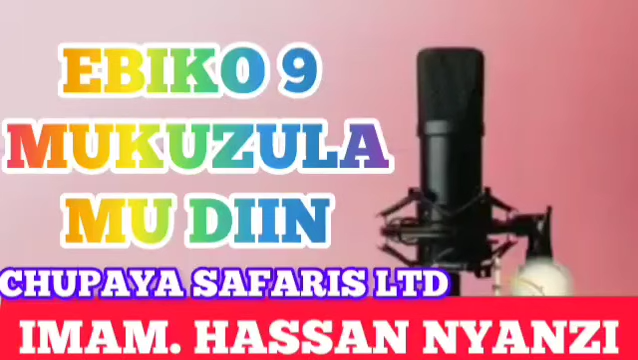 EBIKO 9
MUKUZULA
MU DIIN
CHUPAYA SAFARIS LTD
IMAM. HASSAN NYANZI